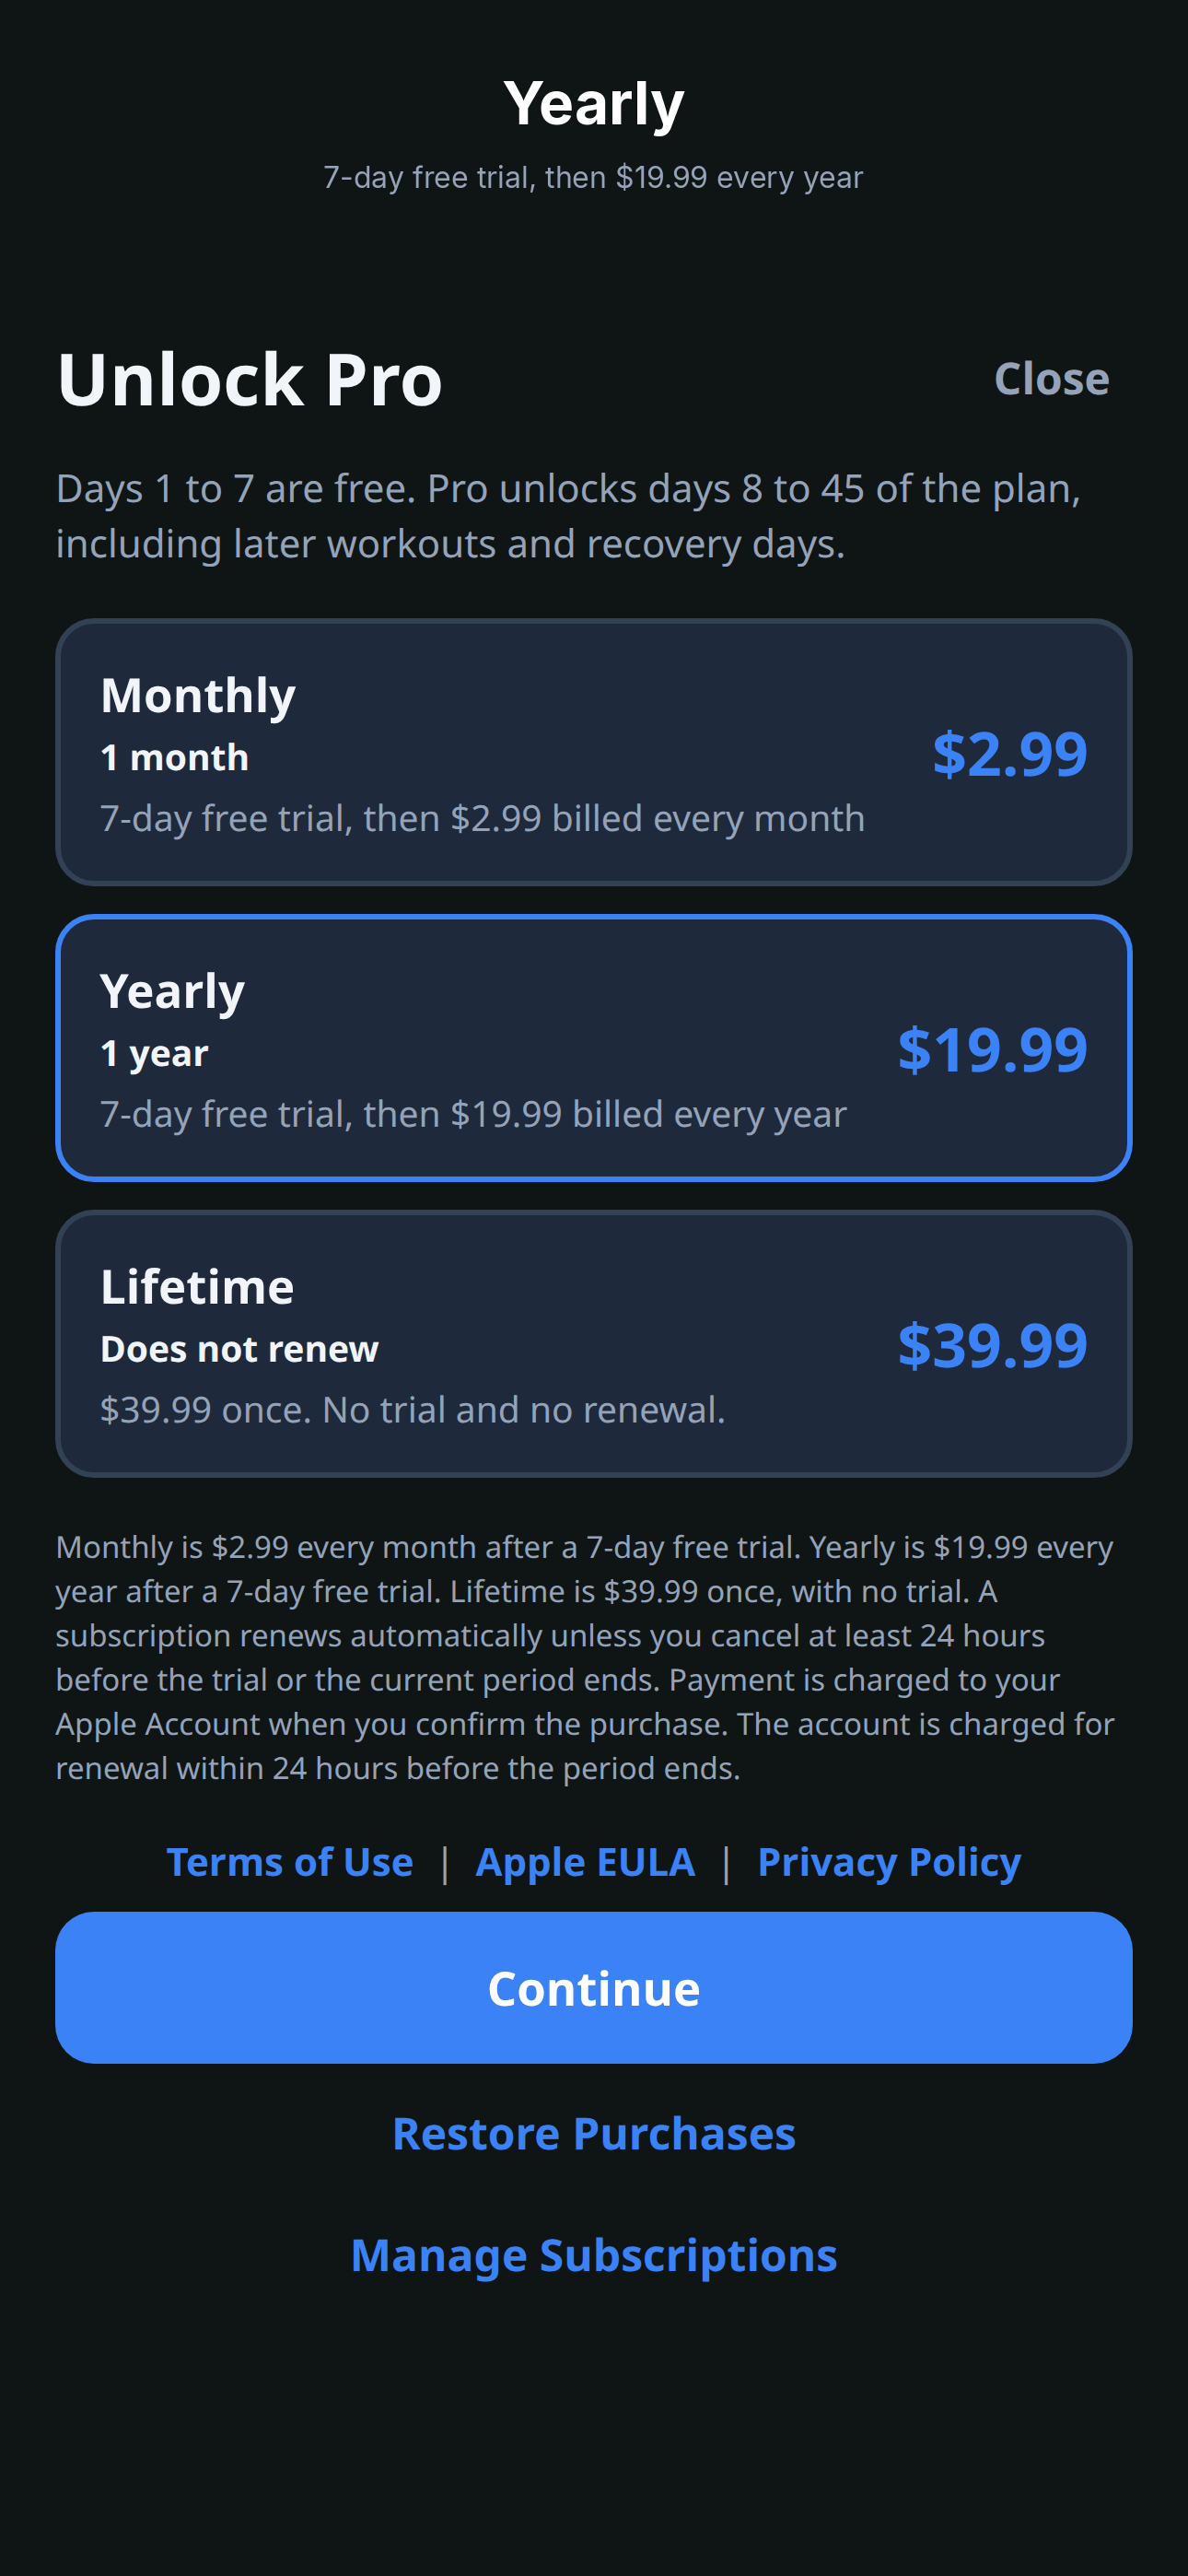 Yearly
7-day free trial, then $19.99 every year
Unlock Pro
Close
Days 1 to 7 are free. Pro unlocks days 8 to 45 of the plan,
including later workouts and recovery days.
Monthly
1 month
$2.99
7-day free trial, then $2.99 billed every month
Yearly
1 year
$19.99
7-day free trial, then $19.99 billed every year
Lifetime
Does not renew
$39.99
$39.99 once. No trial and no renewal.
Monthly is $2.99 every month after a 7-day free trial. Yearly is $19.99 every
year after a 7-day free trial. Lifetime is $39.99 once, with no trial. A
subscription renews automatically unless you cancel at least 24 hours
before the trial or the current period ends. Payment is charged to your
Apple Account when you confirm the purchase. The account is charged for
renewal within 24 hours before the period ends.
Terms of Use | Apple EULA | Privacy Policy
Continue
Restore Purchases
Manage Subscriptions